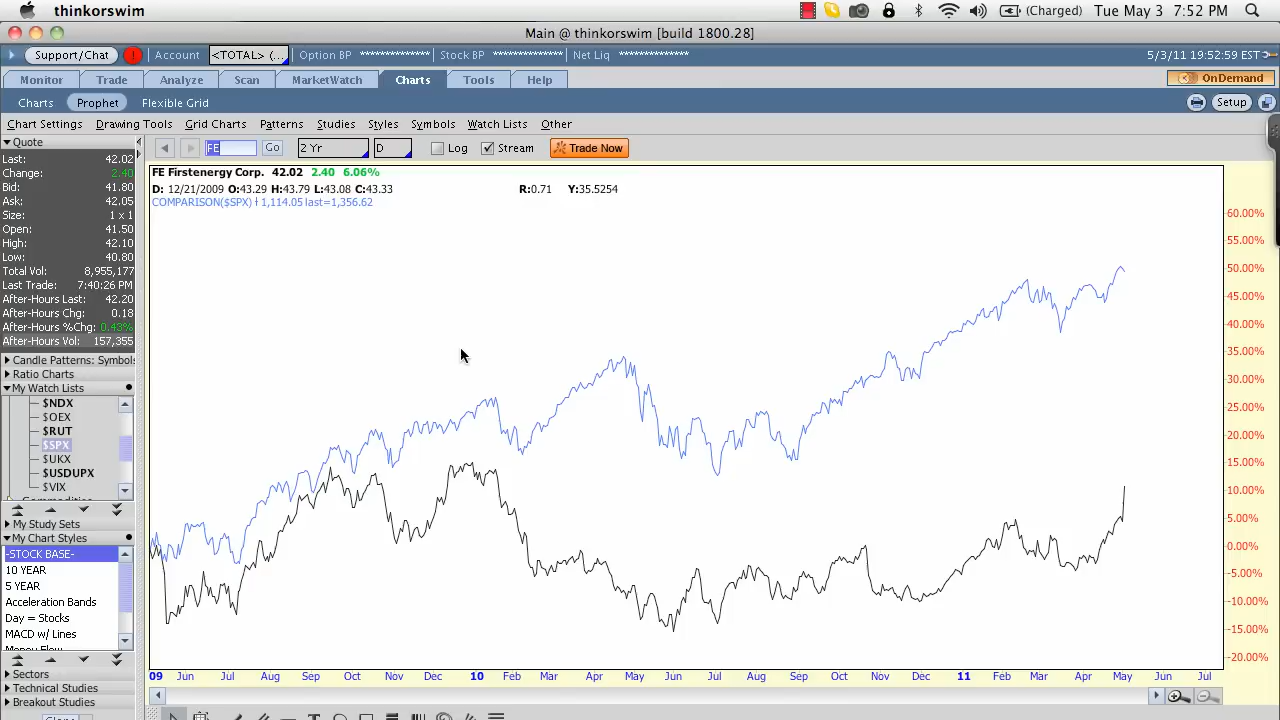 thinkorswim (Charged) Tue May 3 7:52 PM
Main @ thinkorswim [build 1800.28]
Support/Chat ! Account <TOTAL> (... Option BP ************** Stock BP ************** Net Liq ************** 5/3/11 19:52:59 EST
Monitor Trade Analyze Scan MarketWatch Charts Tools Help OnDemand
Charts Prophet Flexible Grid Setup
Chart Settings Drawing Tools Grid Charts Patterns Studies Styles Symbols Watch Lists Other
FE Go 2 Yr D Log Stream Trade Now
Quote
Last: 42.02
Change: 2.40
Bid: 41.80
Ask: 42.05
Size: 1 x 1
Open: 41.50
High: 42.10
Low: 40.80
Total Vol: 8,955,177
Last Trade: 7:40:26 PM
After-Hours Last: 42.20
After-Hours Chg: 0.18
After-Hours %Chg: 0.43%
After-Hours Vol: 157,355
Candle Patterns: Symbols
Ratio Charts
My Watch Lists
$NDX
$OEX
$RUT
$SPX
$UKX
$USDUPX
$VIX
My Study Sets
My Chart Styles
-STOCK BASE-
10 YEAR
5 YEAR
Acceleration Bands
Day = Stocks
MACD w/ Lines
Sectors
Technical Studies
Breakout Studies
FE Firstenergy Corp. 42.02 2.40 6.06%
D: 12/21/2009 O:43.29 H:43.79 L:43.08 C:43.33 R:0.71 Y:35.5254
COMPARISON($SPX) ƚ 1,114.05 last=1,356.62
60.00%
55.00%
50.00%
45.00%
40.00%
35.00%
30.00%
25.00%
20.00%
15.00%
10.00%
5.00%
0.00%
-5.00%
-10.00%
-15.00%
-20.00%
09 Jun Jul Aug Sep Oct Nov Dec 10 Feb Mar Apr May Jun Jul Aug Sep Oct Nov Dec 11 Feb Mar Apr May Jun Jul